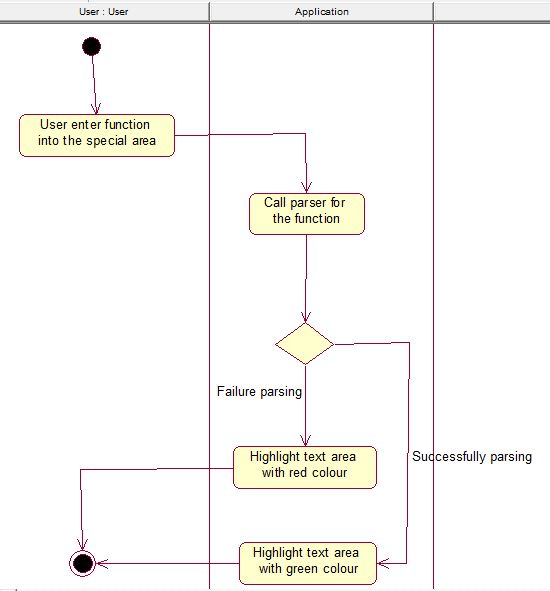 User : User
Application
User enter function
into the special area
Call parser for
the function
Failure parsing
Highlight text area
with red colour
Successfully parsing
Highlight text area
with green colour